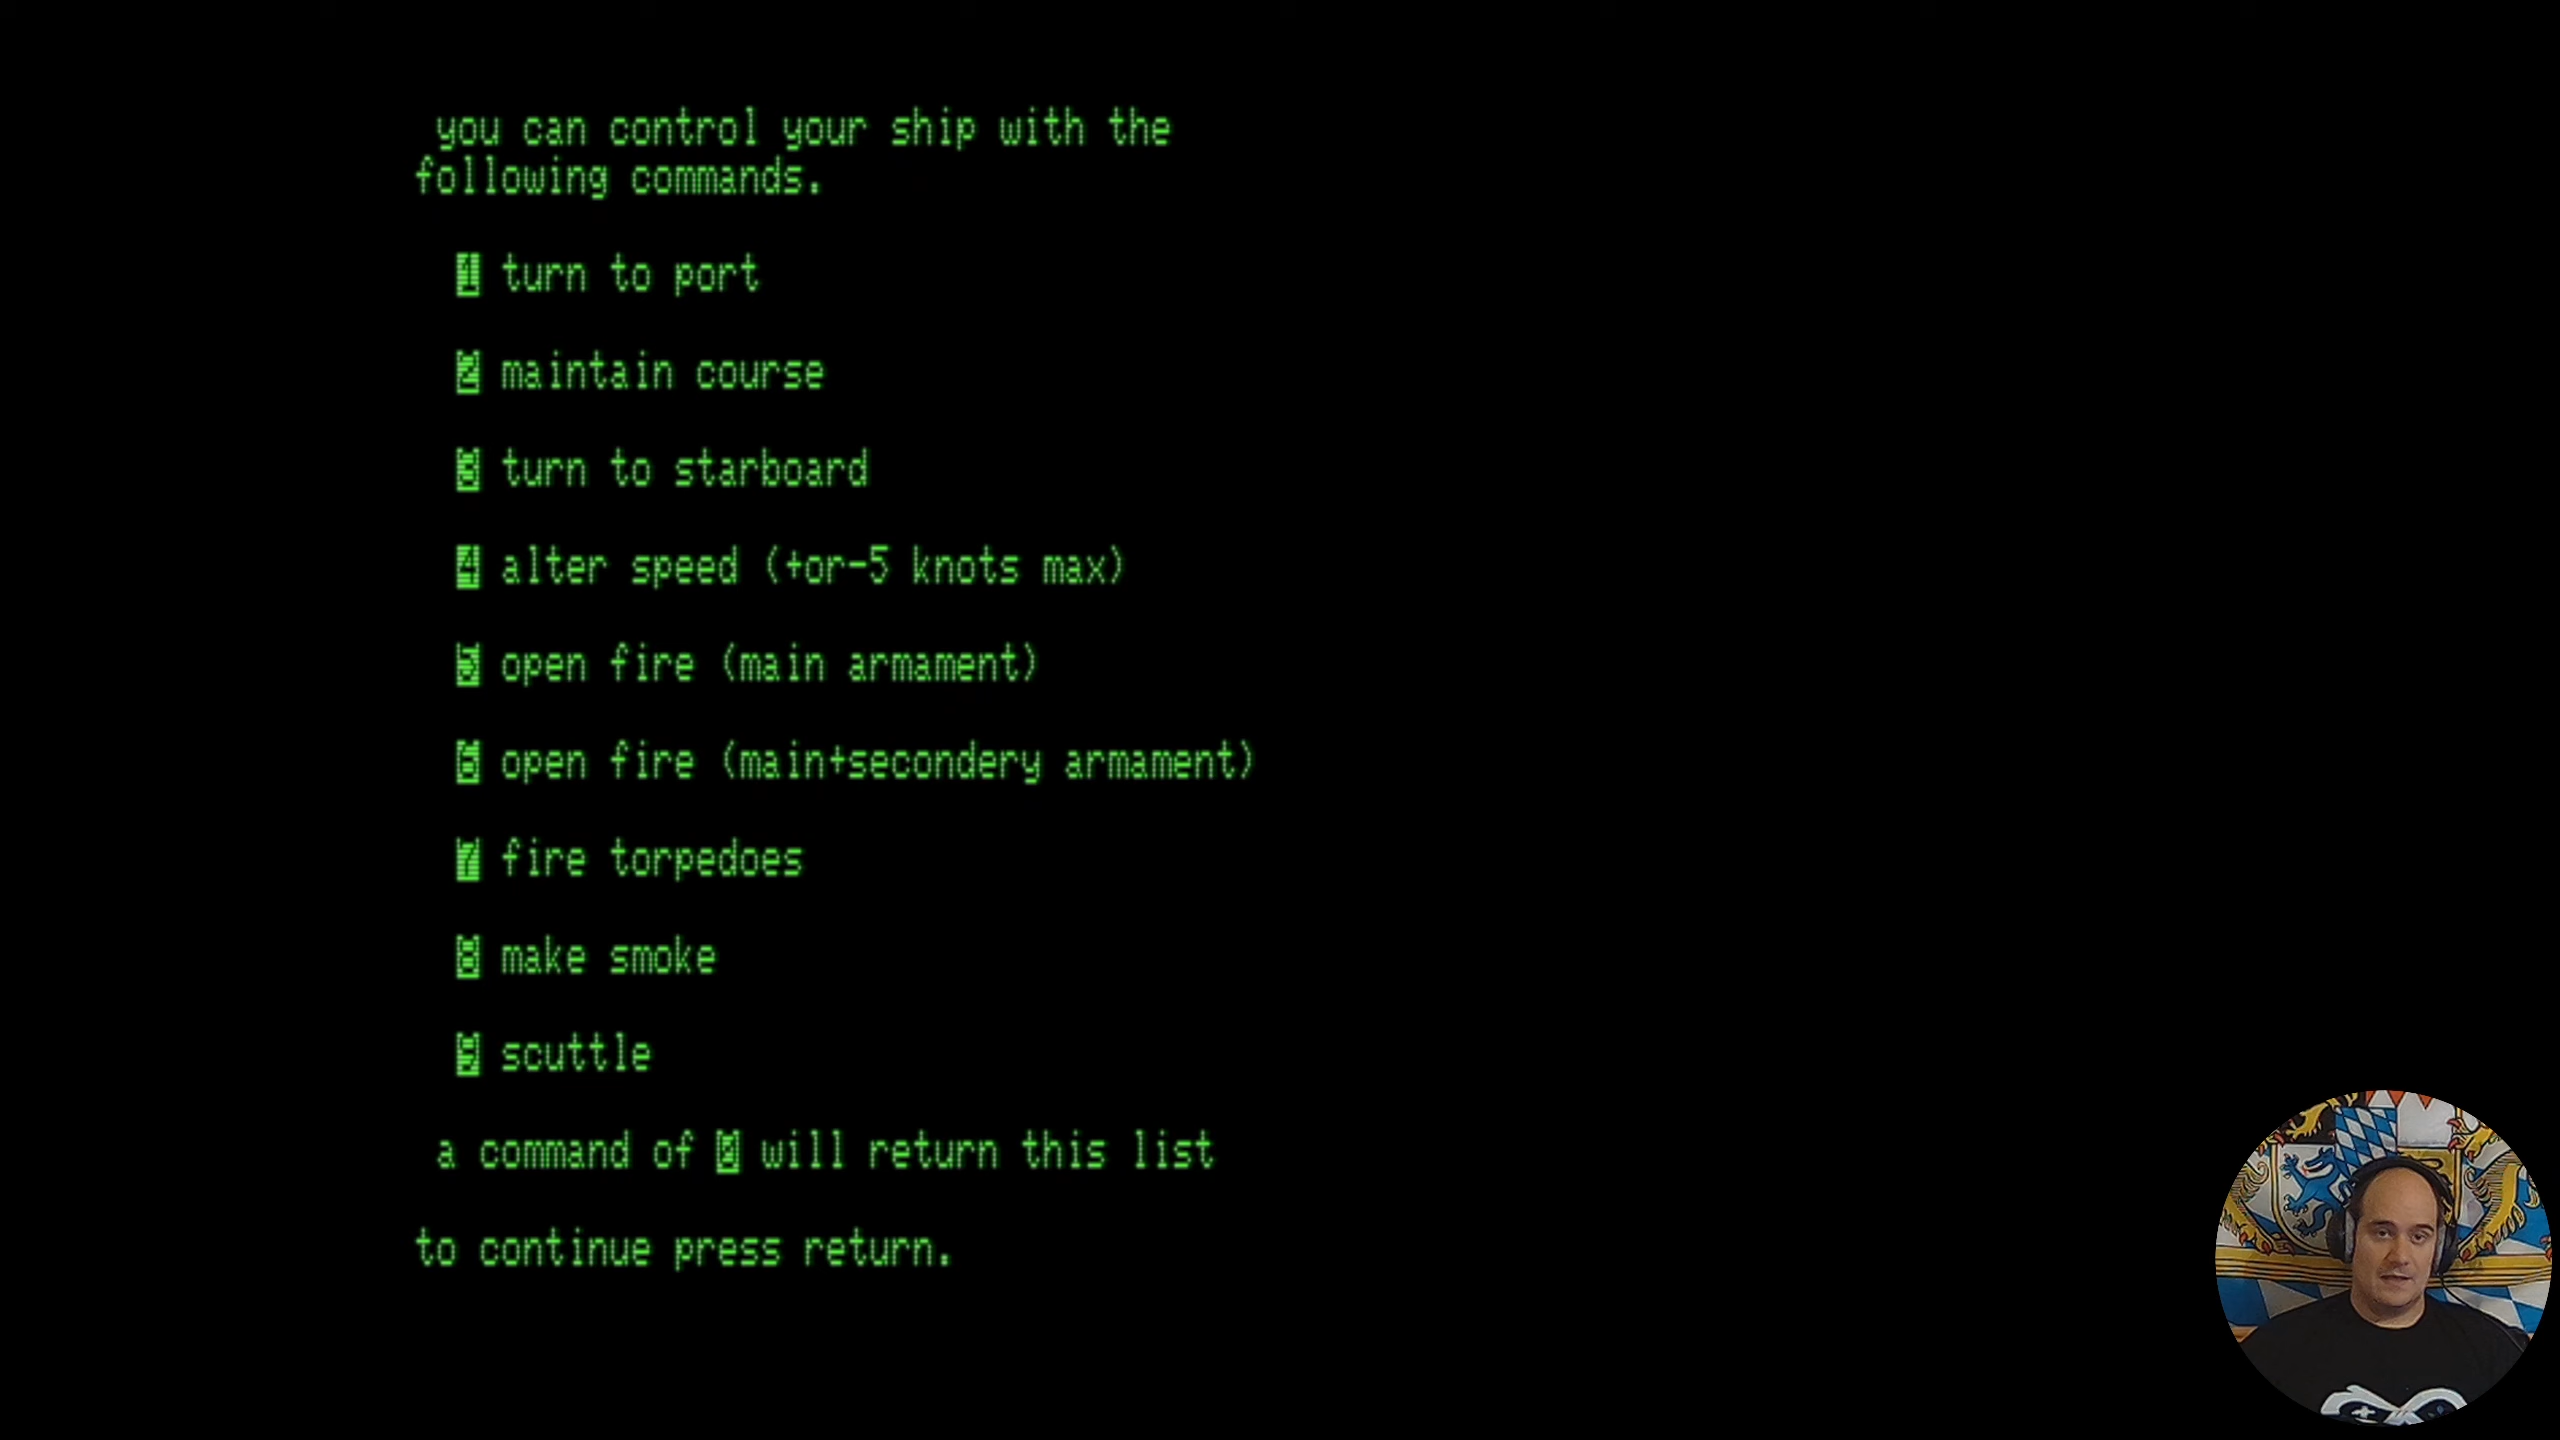 you can control your ship with the
following commands.
1 turn to port
2 maintain course
3 turn to starboard
4 alter speed (+or-5 knots max)
5 open fire (main armament)
6 open fire (main+secondery armament)
7 fire torpedoes
8 make smoke
9 scuttle
a command of 0 will return this list
to continue press return.